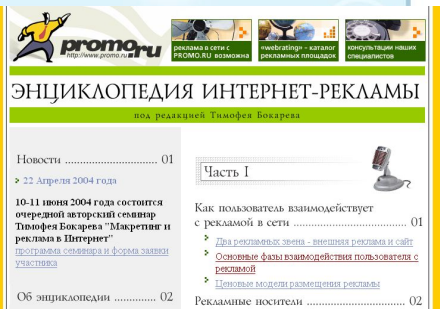 promo.ru
http://www.promo.ru
реклама в сети с
PROMO.RU возможна
«webrating» - каталог
рекламных площадок
консультации наших
специалистов
ЭНЦИКЛОПЕДИЯ ИНТЕРНЕТ-РЕКЛАМЫ
под редакцией Тимофея Бокарева
Новости ............................ 01
22 Апреля 2004 года
10-11 июня 2004 года состоится
очередной авторский семинар
Тимофея Бокарева "Макретинг и
реклама в Интернет"
программа семинара и форма заявки
участника
Об энциклопедии ............. 02
Часть I
Как пользователь взаимодействует
с рекламой в сети ........................... 01
Два рекламных звена - внешняя реклама и сайт
Основные фазы взаимодействия пользователя с
рекламой
Ценовые модели размещения рекламы
Рекламные носители ........................ 02